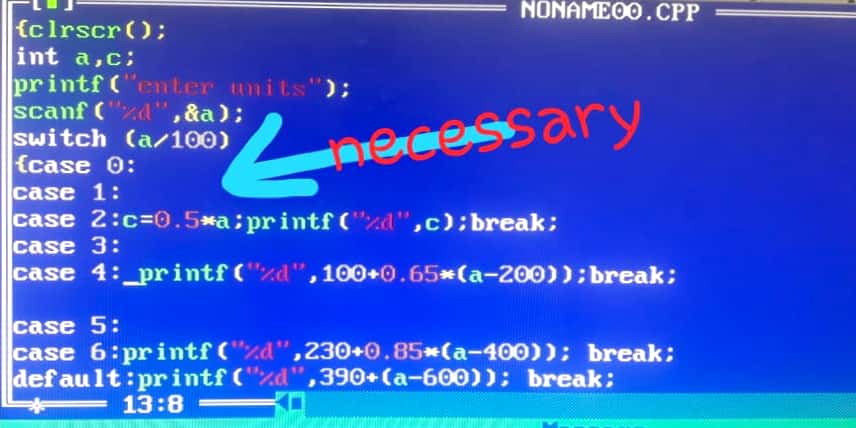 NONAME00.CPP
{clrscr();
int a,c;
printf("enter units");
scanf("%d",&a);
switch (a/100)
necessary
{case 0:
case 1:
case 2:c=0.5*a;printf("%d",c);break;
case 3:
case 4:_printf("%d",100+0.65*(a-200));break;
case 5:
case 6:printf("%d",230+0.85*(a-400)); break;
default:printf("%d",390+(a-600)); break;
13:8